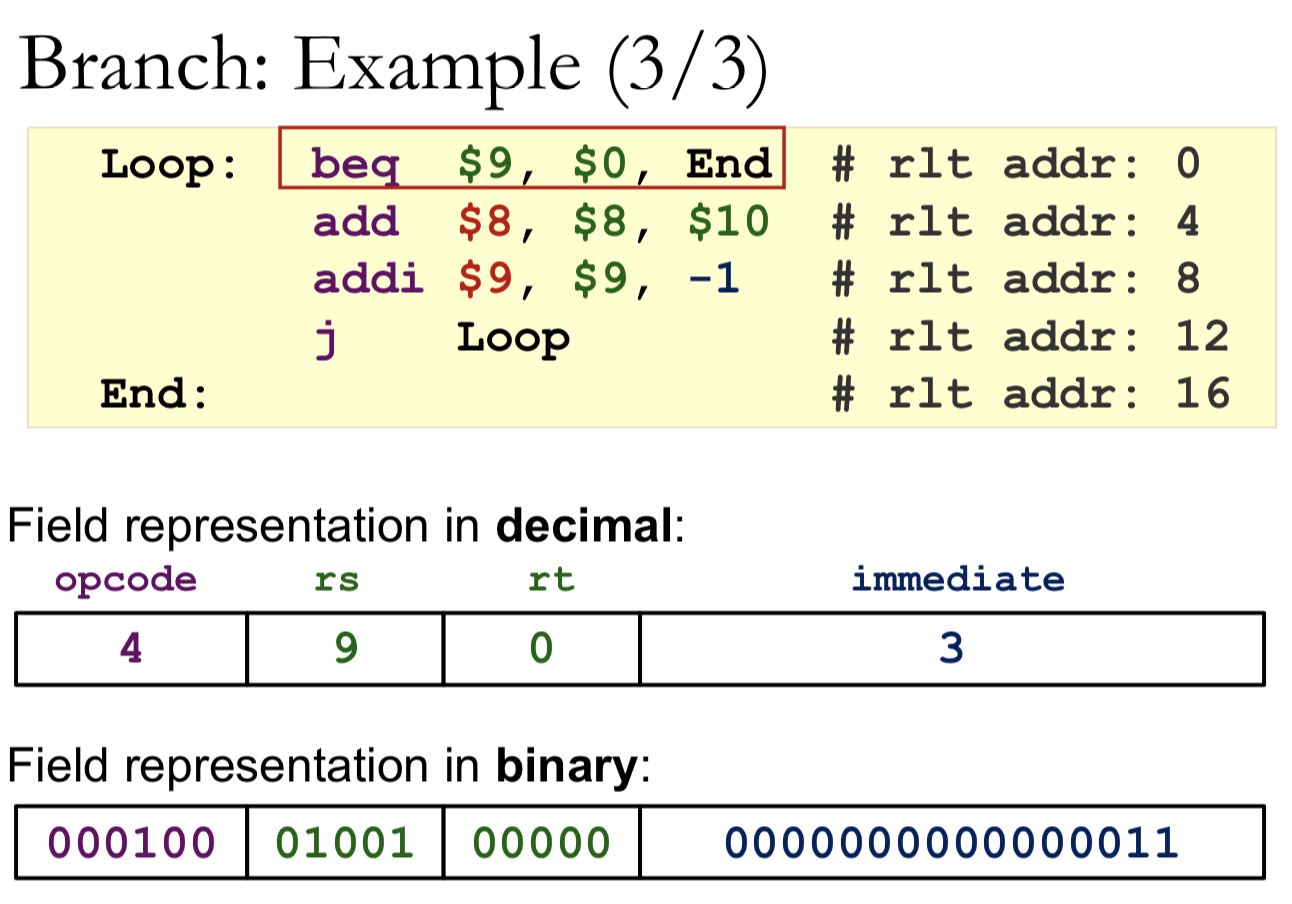 Branch: Example (3/3)
Loop: beq $9, $0, End # rlt addr: 0
add $8, $8, $10 # rlt addr: 4
addi $9, $9, -1 # rlt addr: 8
j Loop # rlt addr: 12
End: # rlt addr: 16
Field representation in decimal:
opcode rs rt immediate
4 9 0 3
Field representation in binary:
000100 01001 00000 0000000000000011